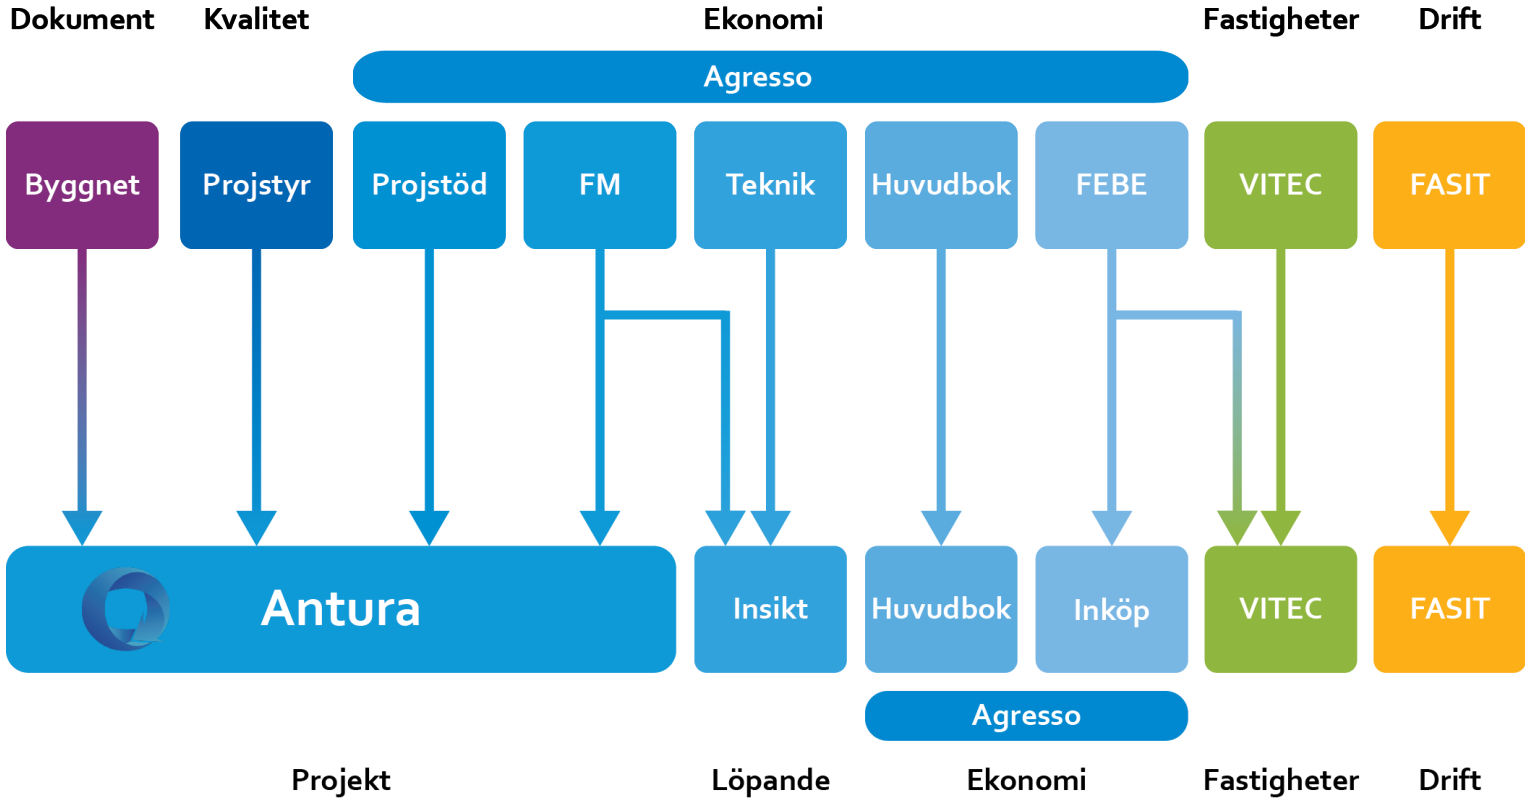 Dokument Kvalitet Ekonomi Fastigheter Drift
Agresso
Byggnet Projstyr Projstöd FM Teknik Huvudbok FEBE VITEC FASIT
Antura Insikt Huvudbok Inköp VITEC FASIT
Agresso
Projekt Löpande Ekonomi Fastigheter Drift